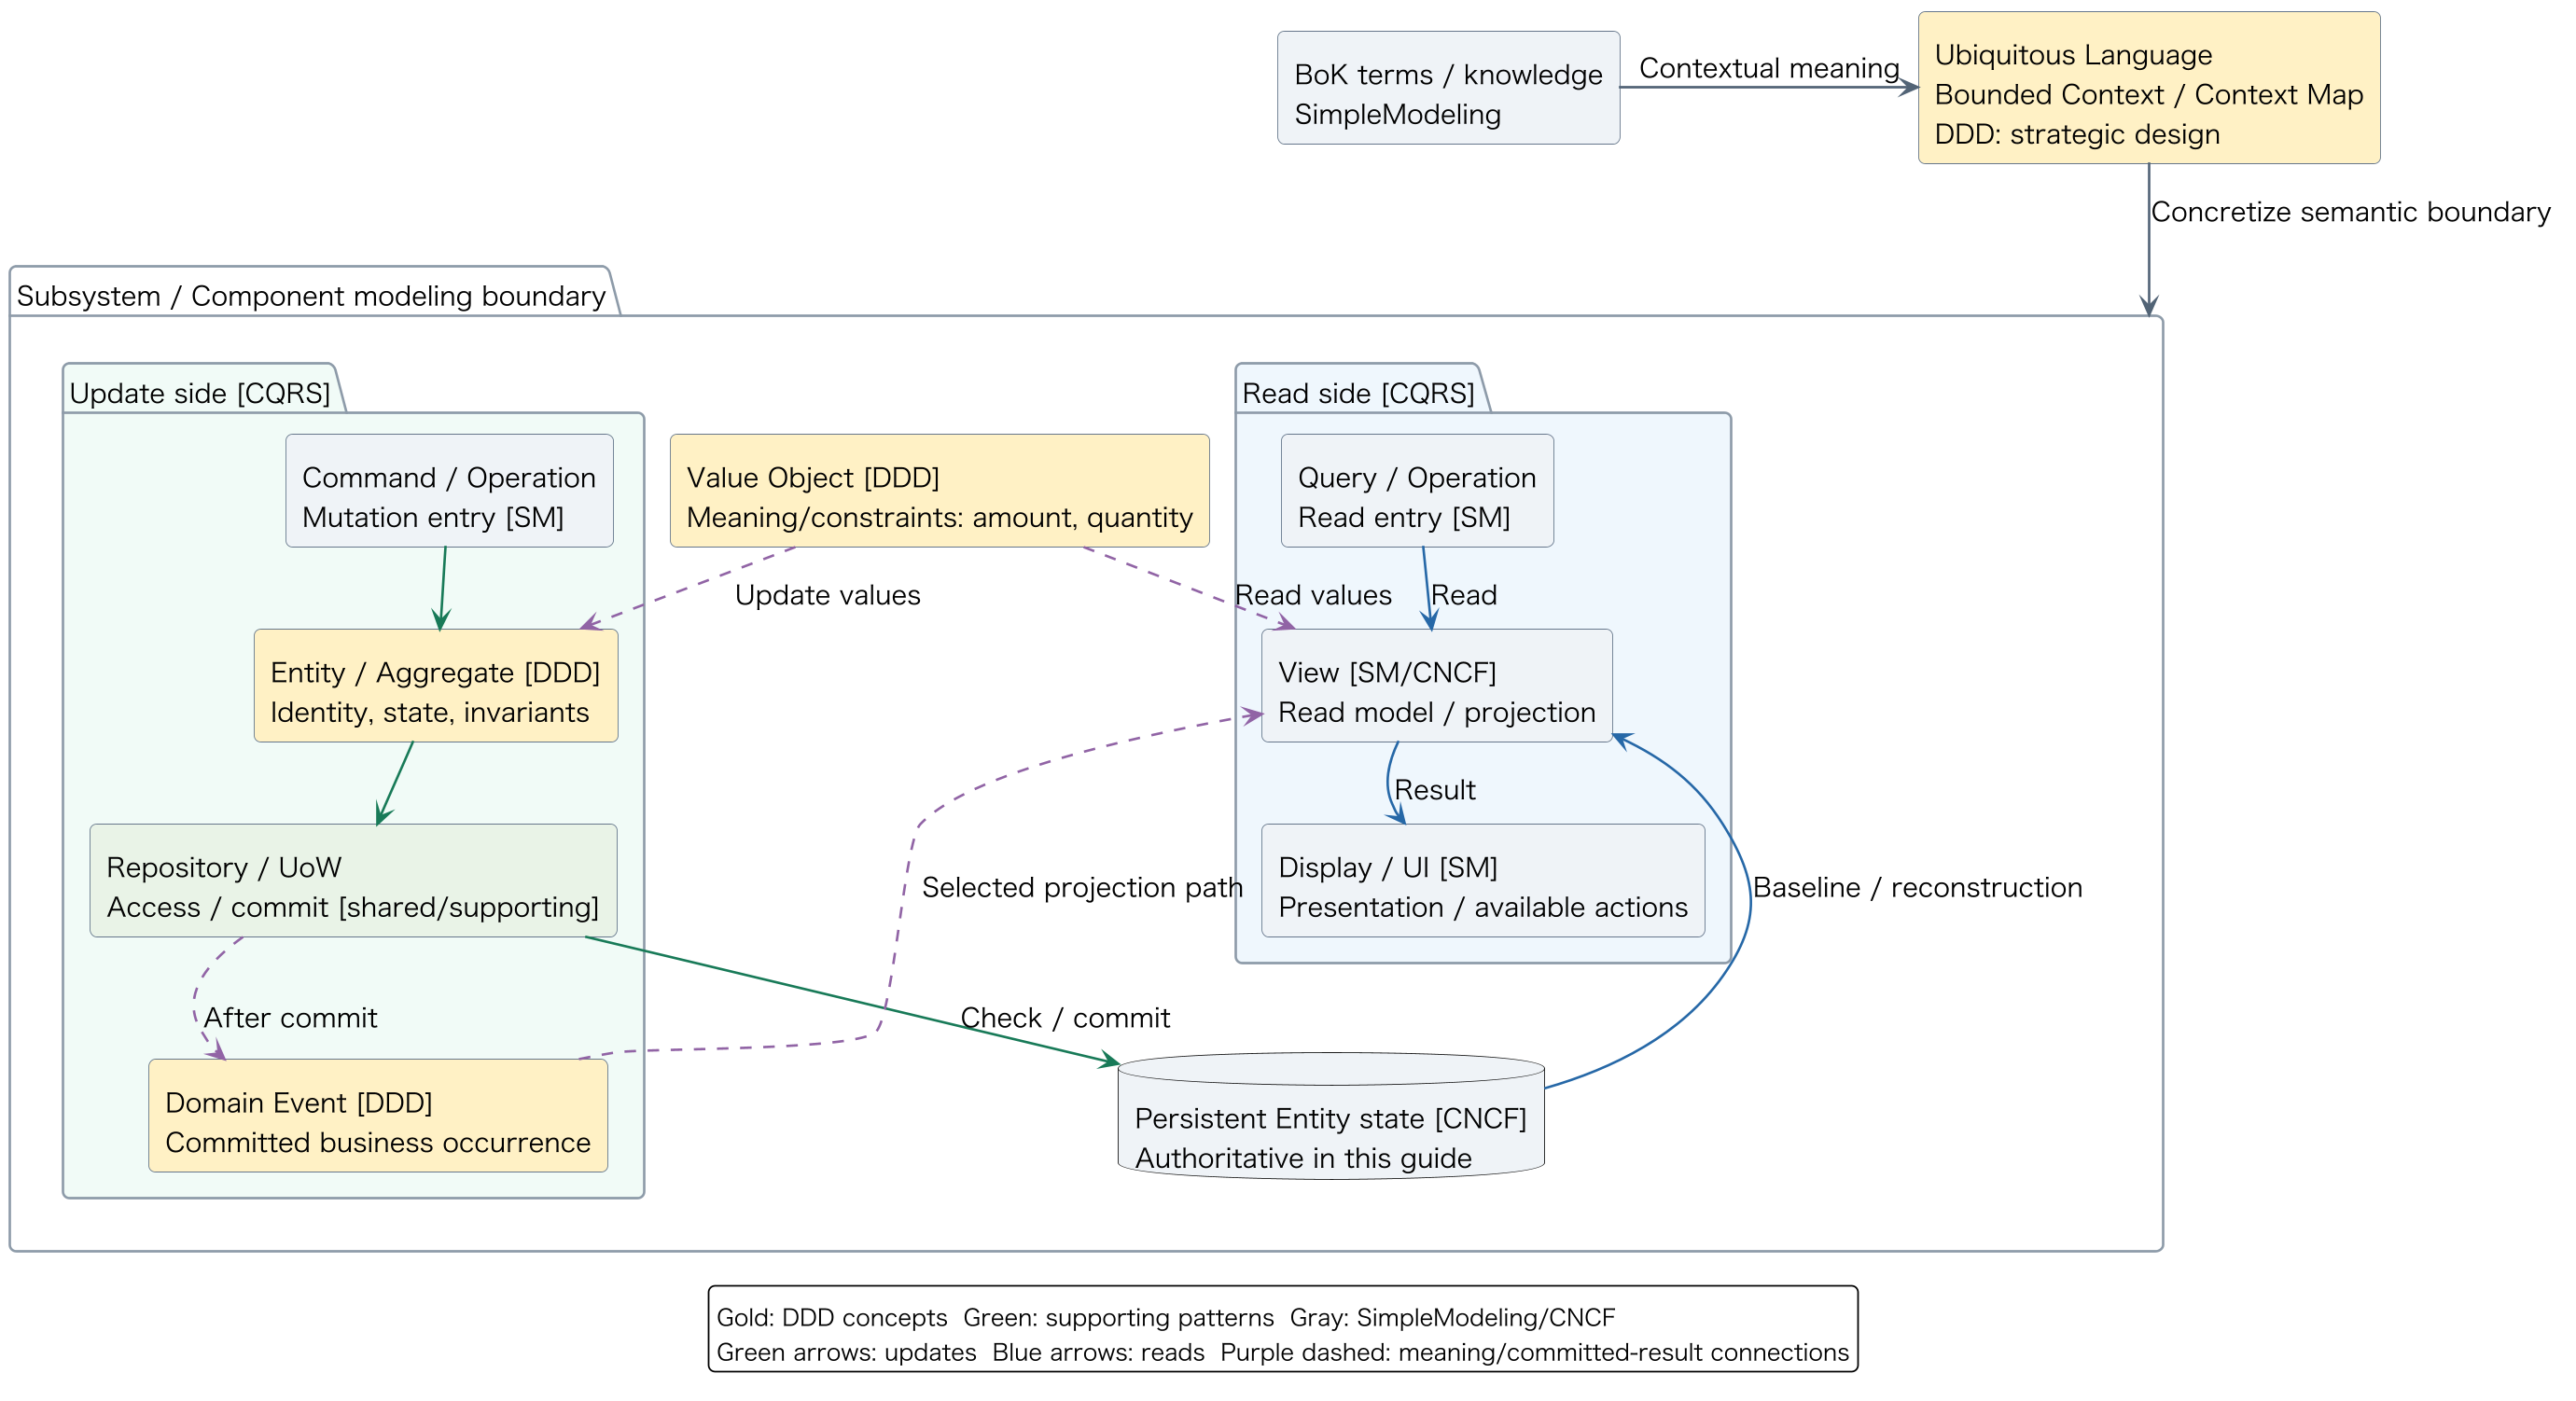 BoK terms / knowledge
SimpleModeling
Contextual meaning
Ubiquitous Language
Bounded Context / Context Map
DDD: strategic design
Concretize semantic boundary
Subsystem / Component modeling boundary
Update side [CQRS]
Command / Operation
Mutation entry [SM]
Value Object [DDD]
Meaning/constraints: amount, quantity
Read side [CQRS]
Query / Operation
Read entry [SM]
Update values
Read values
Read
Entity / Aggregate [DDD]
Identity, state, invariants
View [SM/CNCF]
Read model / projection
Result
Repository / UoW
Access / commit [shared/supporting]
Selected projection path
Display / UI [SM]
Presentation / available actions
Baseline / reconstruction
After commit
Check / commit
Domain Event [DDD]
Committed business occurrence
Persistent Entity state [CNCF]
Authoritative in this guide
Gold: DDD concepts  Green: supporting patterns  Gray: SimpleModeling/CNCF
Green arrows: updates  Blue arrows: reads  Purple dashed: meaning/committed-result connections